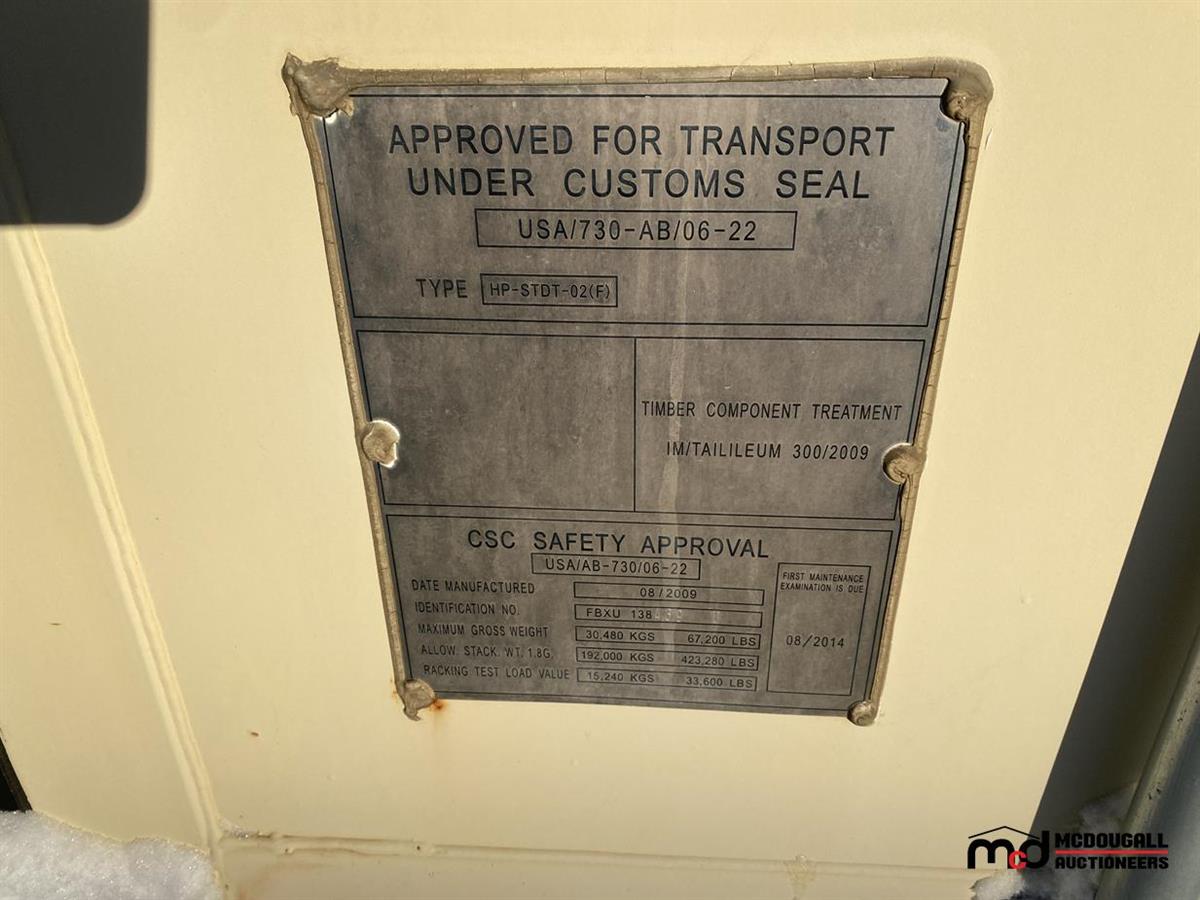 APPROVED FOR TRANSPORT
UNDER CUSTOMS SEAL
USA/730-AB/06-22
TYPE HP-STDT-02(F)
TIMBER COMPONENT TREATMENT
IM/TAILILEUM 300/2009
CSC SAFETY APPROVAL
USA/AB-730/06-22
DATE MANUFACTURED 08/2009
IDENTIFICATION NO. FBXU
MAXIMUM GROSS WEIGHT 30,480 KGS 67,200 LBS
ALLOW. STACK. WT. 1.8G. 192,000 KGS 423,280 LBS
RACKING TEST LOAD VALUE 15,240 KGS 33,600 LBS
FIRST MAINTENANCE
EXAMINATION IS DUE
08/2014
mcd MCDOUGALL
AUCTIONEERS